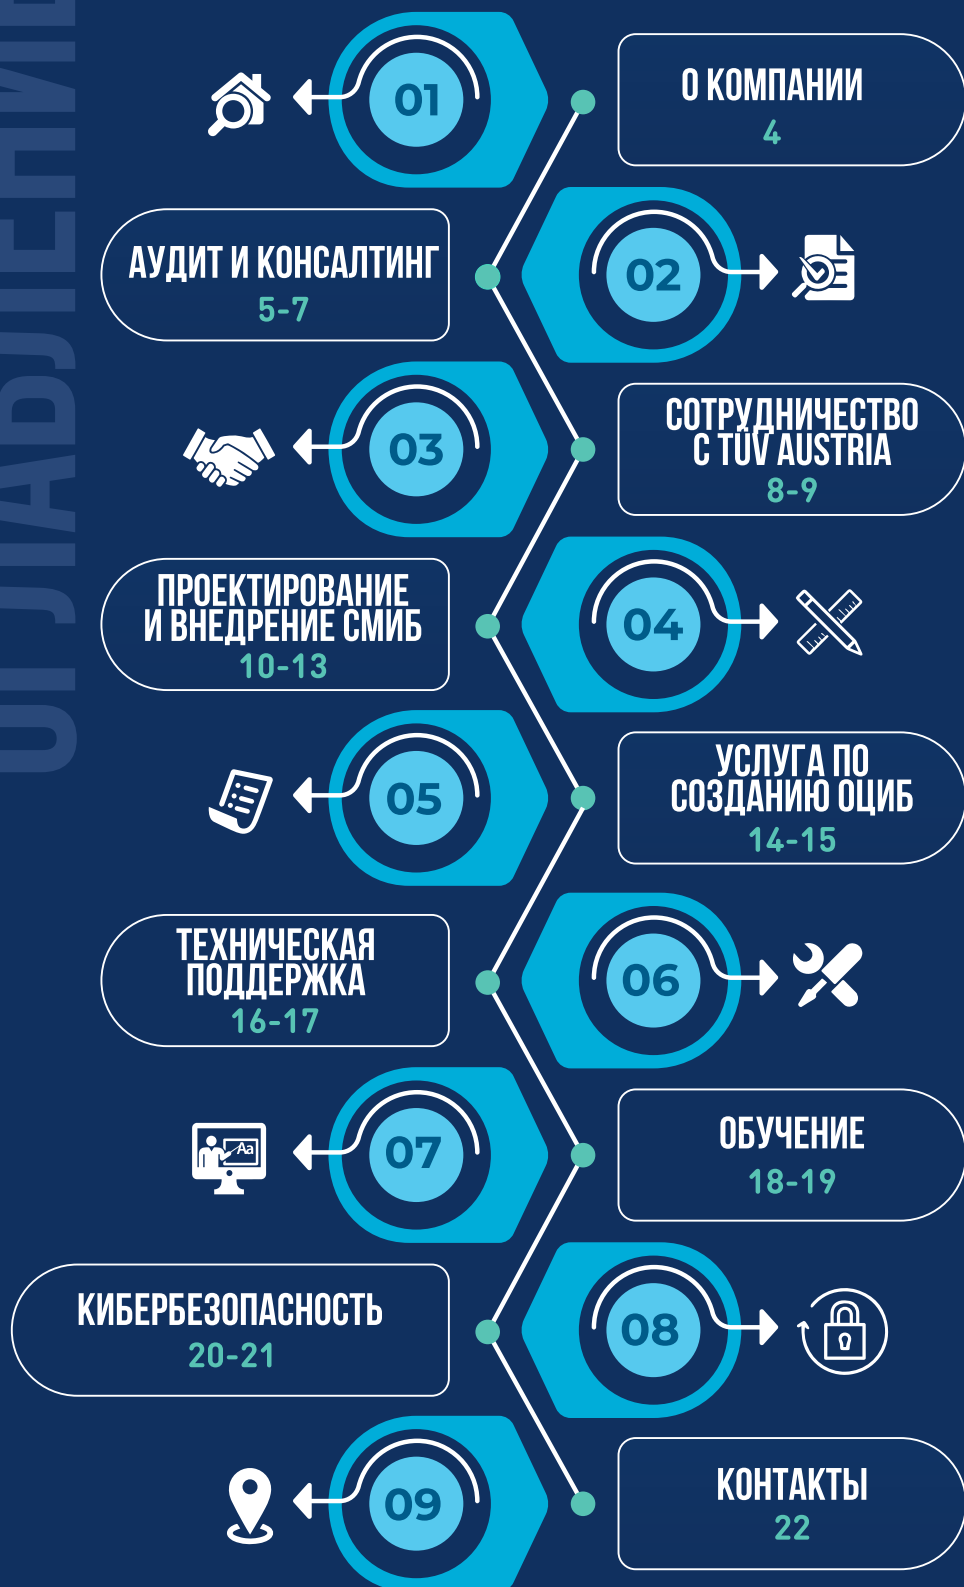 ОГЛАВЛЕНИЕ
01
О КОМПАНИИ
4
АУДИТ И КОНСАЛТИНГ
5-7
02
03
СОТРУДНИЧЕСТВО
С TÜV AUSTRIA
8-9
ПРОЕКТИРОВАНИЕ
И ВНЕДРЕНИЕ СМИБ
10-13
04
05
УСЛУГА ПО
СОЗДАНИЮ ОЦИБ
14-15
ТЕХНИЧЕСКАЯ
ПОДДЕРЖКА
16-17
06
Aa
07
ОБУЧЕНИЕ
18-19
КИБЕРБЕЗОПАСНОСТЬ
20-21
08
09
КОНТАКТЫ
22